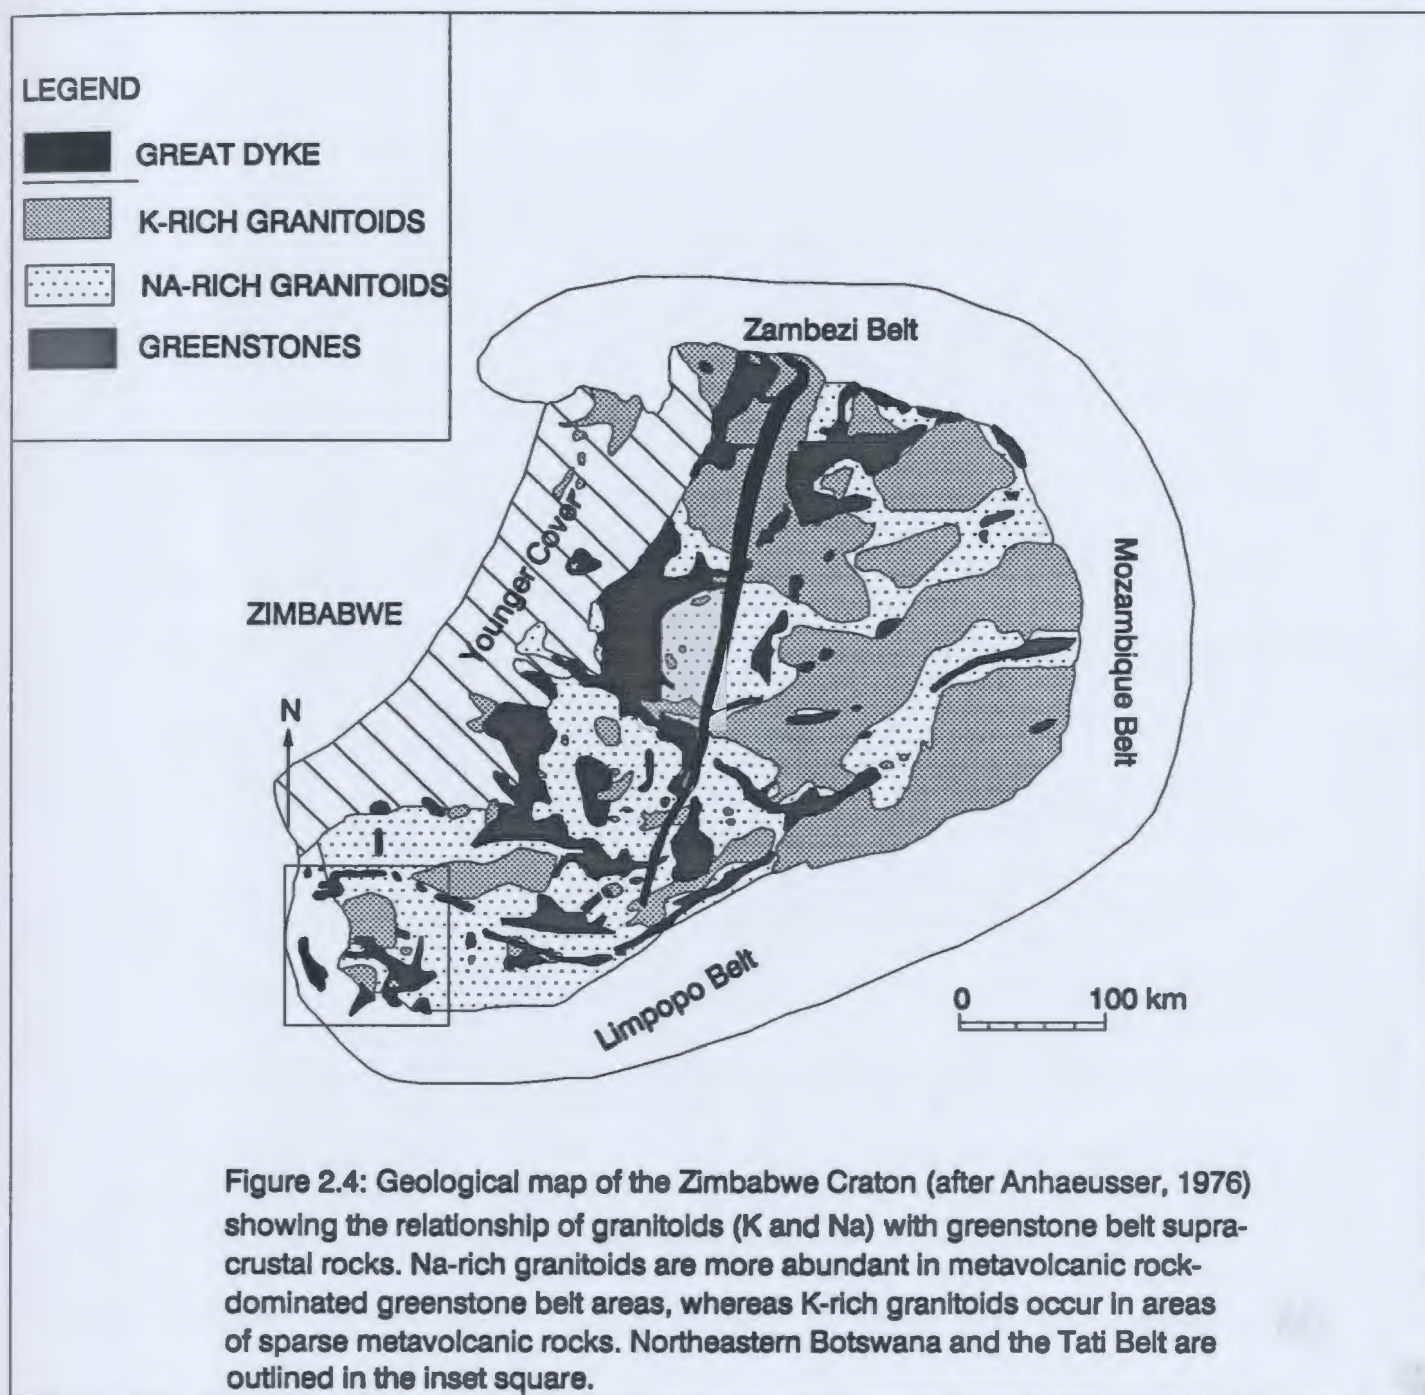 LEGEND
GREAT DYKE
K-RICH GRANITOIDS
NA-RICH GRANITOIDS
GREENSTONES
Zambezi Belt
Younger Cover
ZIMBABWE
Mozambique Belt
N
Limpopo Belt
0 100 km
Figure 2.4: Geological map of the Zimbabwe Craton (after Anhaeusser, 1976)
showing the relationship of granitoids (K and Na) with greenstone belt supra-
crustal rocks. Na-rich granitoids are more abundant in metavolcanic rock-
dominated greenstone belt areas, whereas K-rich granitoids occur in areas
of sparse metavolcanic rocks. Northeastern Botswana and the Tati Belt are
outlined in the inset square.